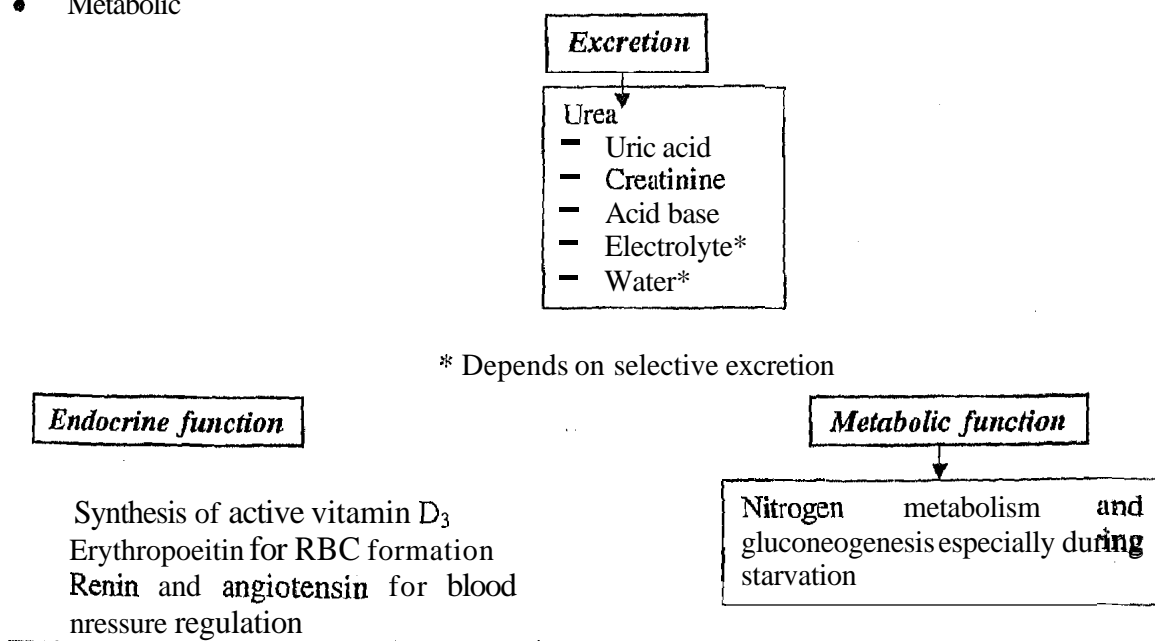 • Metabolic
Excretion
Urea
– Uric acid
– Creatinine
– Acid base
– Electrolyte*
– Water*
* Depends on selective excretion
Endocrine function
Metabolic function
Synthesis of active vitamin D₃
Erythropoeitin for RBC formation
Renin and angiotensin for blood
nressure regulation
Nitrogen metabolism and
gluconeogenesis especially during
starvation